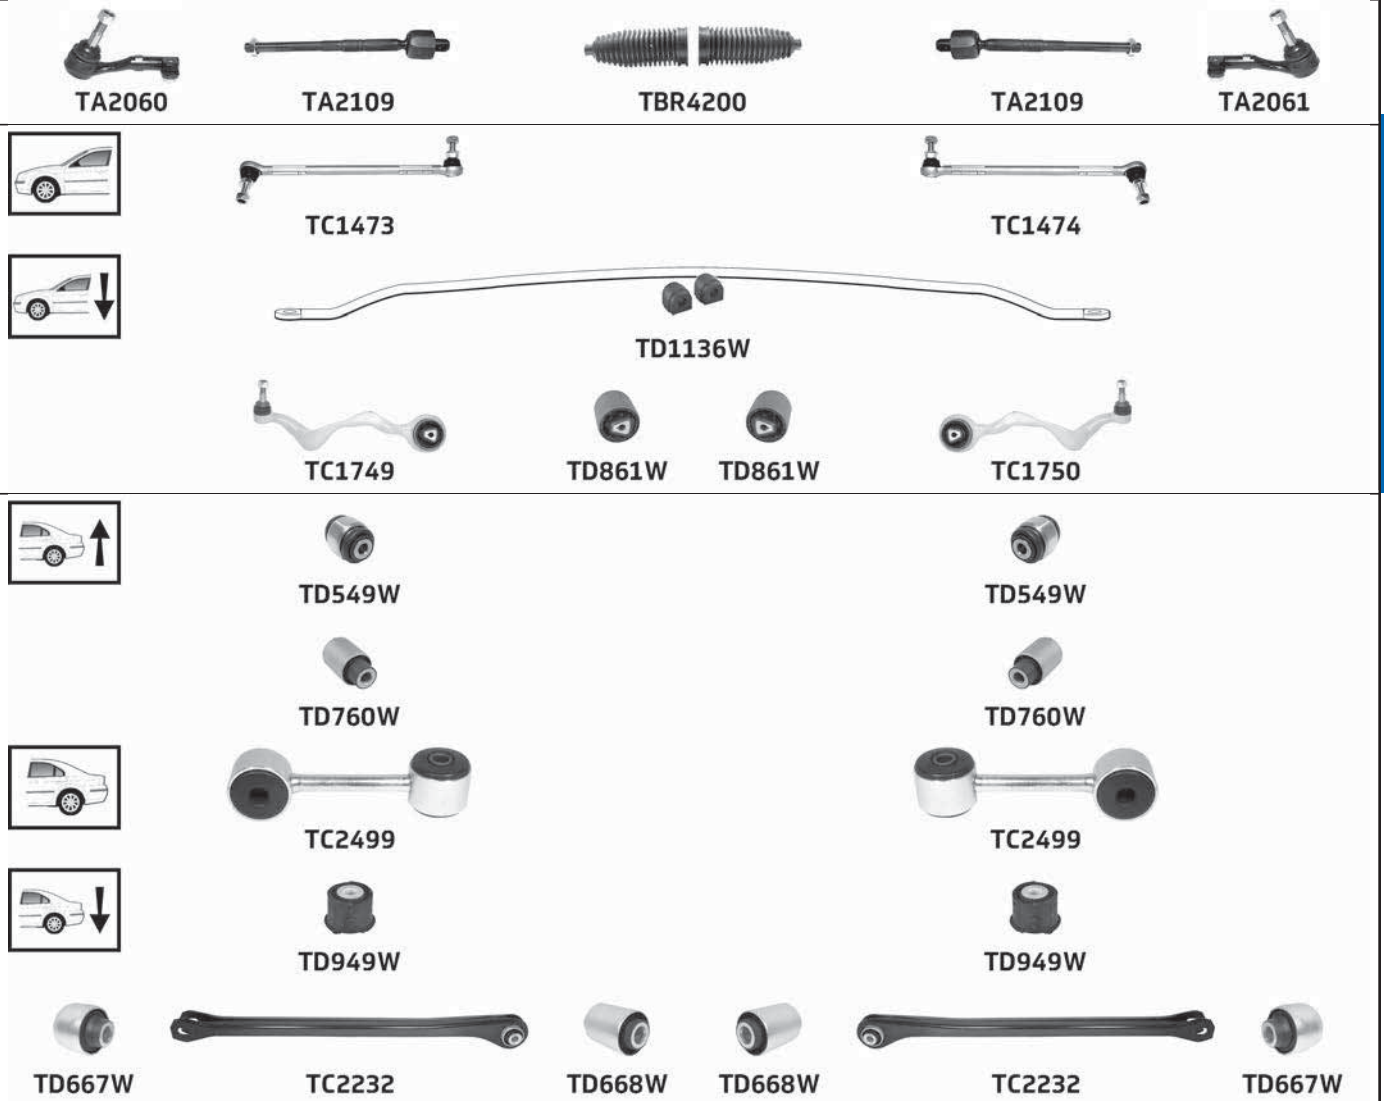 TA2060 TA2109 TBR4200 TA2109 TA2061
TC1473 TC1474
TD1136W
TC1749 TD861W TD861W TC1750
TD549W TD549W
TD760W TD760W
TC2499 TC2499
TD949W TD949W
TD667W TC2232 TD668W TD668W TC2232 TD667W